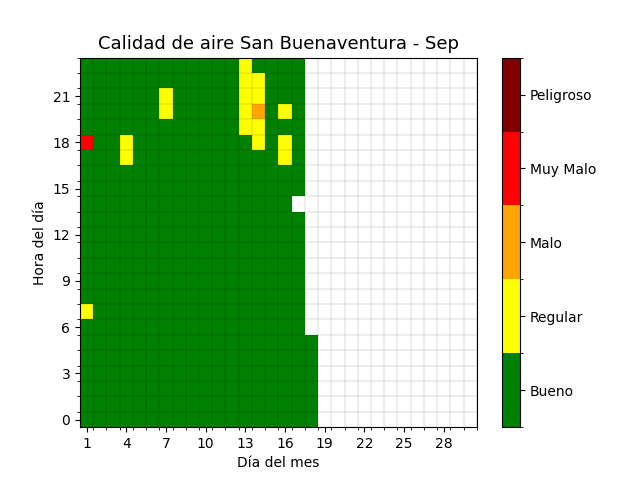 Calidad de aire San Buenaventura - Sep
Hora del día
21
18
15
12
9
6
3
0
1 4 7 10 13 16 19 22 25 28
Día del mes
Peligroso
Muy Malo
Malo
Regular
Bueno